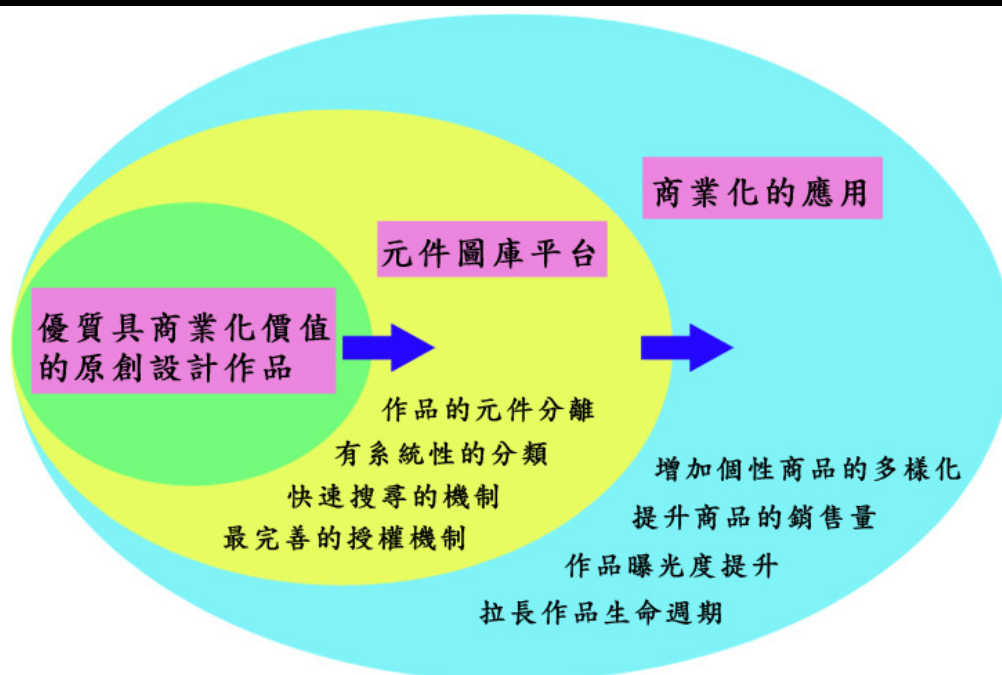 優質具商業化價值
的原創設計作品
元件圖庫平台
作品的元件分離
有系統性的分類
快速搜尋的機制
最完善的授權機制
商業化的應用
增加個性商品的多樣化
提升商品的銷售量
作品曝光度提升
拉長作品生命週期